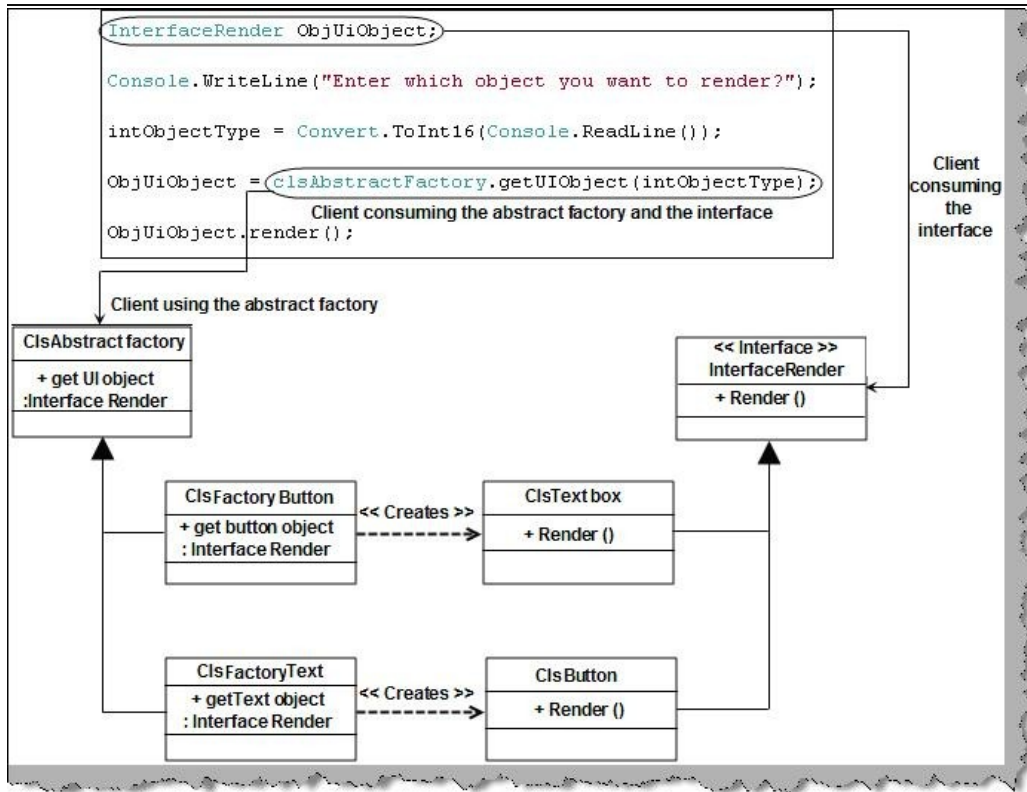 InterfaceRender ObjUiObject;
Console.WriteLine("Enter which object you want to render?");
intObjectType = Convert.ToInt16(Console.ReadLine());
ObjUiObject = clsAbstractFactory.getUIObject(intObjectType);
Client consuming the abstract factory and the interface
ObjUiObject.render();
Client
consuming
the
interface
Client using the abstract factory
ClsAbstract factory
+ get UI object
:Interface Render
<< Interface >>
InterfaceRender
+ Render ()
ClsFactory Button
+ get button object
: Interface Render
<< Creates >>
ClsText box
+ Render ()
ClsFactoryText
+ getText object
: Interface Render
<< Creates >>
ClsButton
+ Render ()